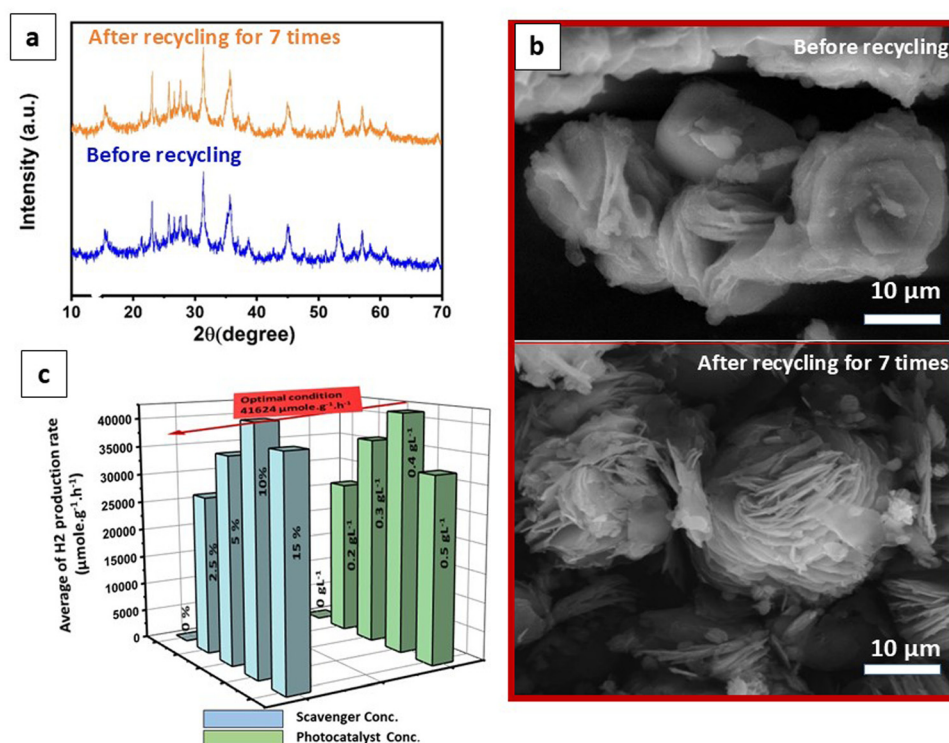 a
After recycling for 7 times
Before recycling
Intensity (a.u.)
10 20 30 40 50 60 70
2θ(degree)
b
Before recycling
10 µm
After recycling for 7 times
10 µm
c
Optimal condition
41624 µmole.g⁻¹.h⁻¹
Average of H2 production rate
(µmole.g⁻¹.h⁻¹)
40000
35000
30000
25000
20000
15000
10000
5000
0
0 %
2.5 %
5 %
10%
15 %
0 gL⁻¹
0.2 gL⁻¹
0.3 gL⁻¹
0.4 gL⁻¹
0.5 gL⁻¹
Scavenger Conc.
Photocatalyst Conc.